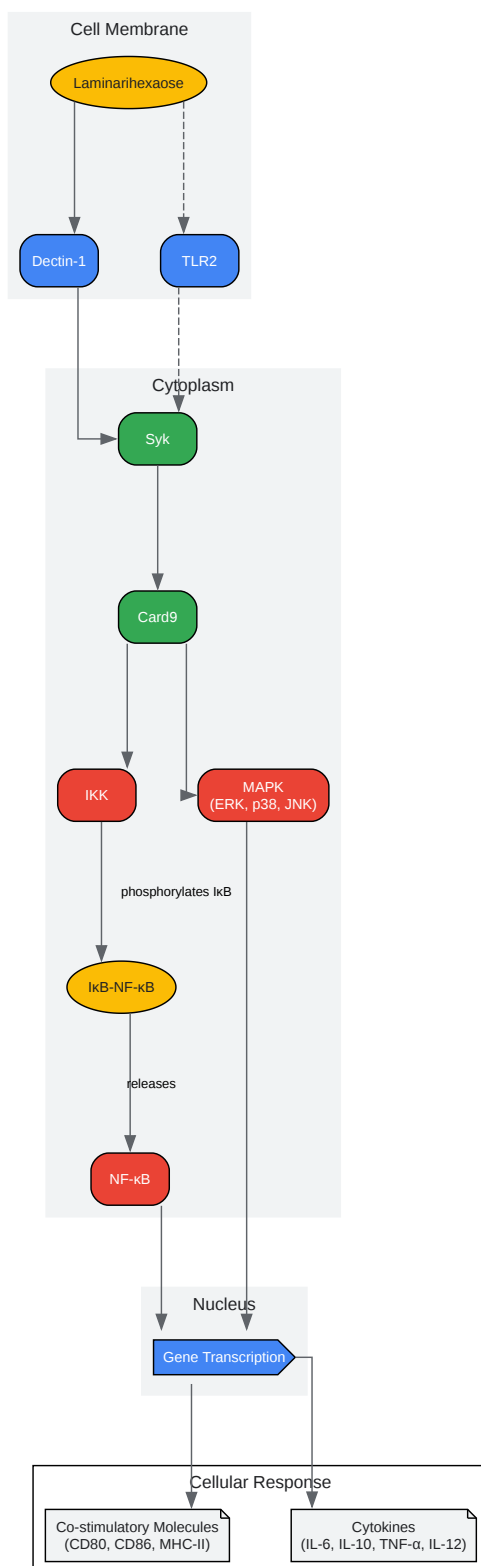 Cell Membrane
Laminarihexaose
Dectin-1
TLR2
Cytoplasm
Syk
Card9
IKK
MAPK
(ERK, p38, JNK)
phosphorylates IκB
IκB-NF-κB
releases
NF-κB
Nucleus
Gene Transcription
Cellular Response
Co-stimulatory Molecules
(CD80, CD86, MHC-II)
Cytokines
(IL-6, IL-10, TNF-α, IL-12)